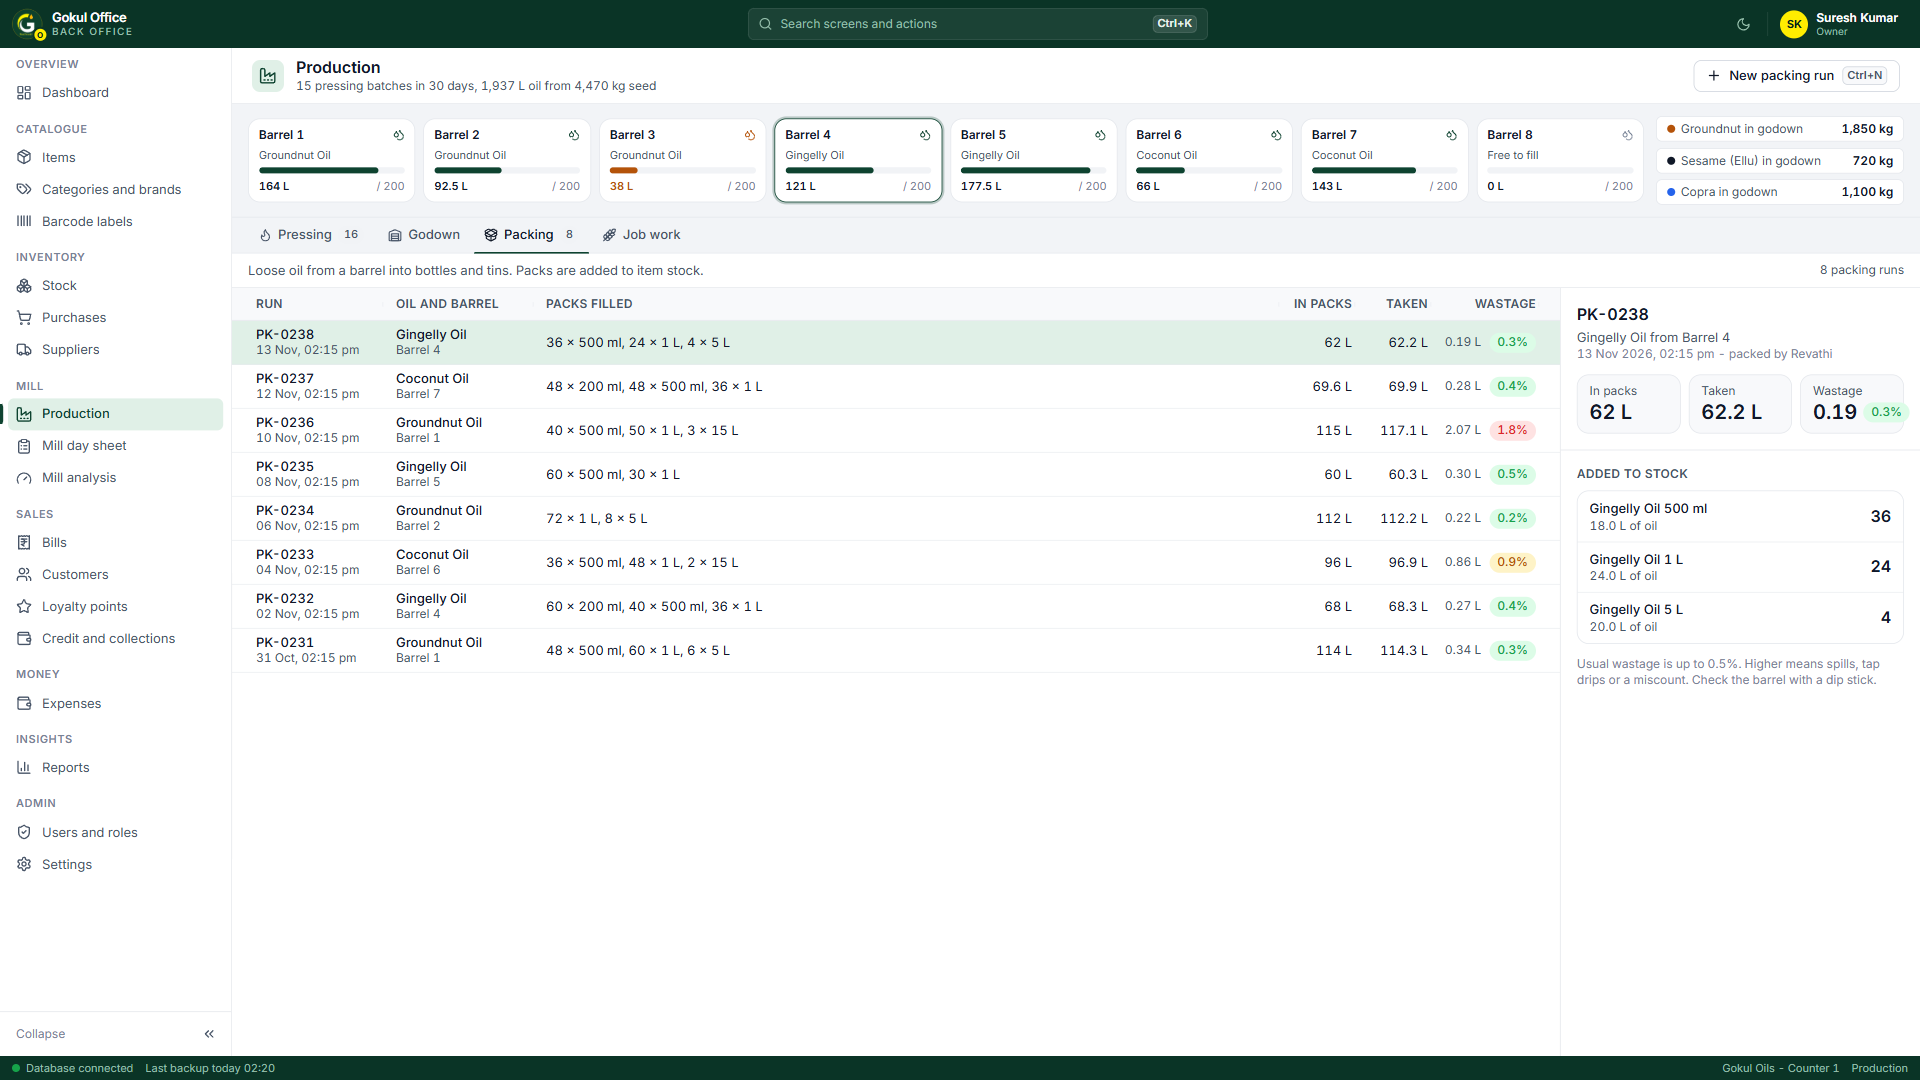 Gokul Office
BACK OFFICE
Search screens and actions
Ctrl+K
SK
Suresh Kumar
Owner
OVERVIEW
Dashboard
CATALOGUE
Items
Categories and brands
Barcode labels
INVENTORY
Stock
Purchases
Suppliers
MILL
Production
Mill day sheet
Mill analysis
SALES
Bills
Customers
Loyalty points
Credit and collections
MONEY
Expenses
INSIGHTS
Reports
ADMIN
Users and roles
Settings
Collapse
Production
15 pressing batches in 30 days, 1,937 L oil from 4,470 kg seed
New packing run Ctrl+N
Barrel 1
Groundnut Oil
164 L / 200
Barrel 2
Groundnut Oil
92.5 L / 200
Barrel 3
Groundnut Oil
38 L / 200
Barrel 4
Gingelly Oil
121 L / 200
Barrel 5
Gingelly Oil
177.5 L / 200
Barrel 6
Coconut Oil
66 L / 200
Barrel 7
Coconut Oil
143 L / 200
Barrel 8
Free to fill
0 L / 200
Groundnut in godown 1,850 kg
Sesame (Ellu) in godown 720 kg
Copra in godown 1,100 kg
Pressing 16 Godown Packing 8 Job work
Loose oil from a barrel into bottles and tins. Packs are added to item stock.
8 packing runs
RUN OIL AND BARREL PACKS FILLED IN PACKS TAKEN WASTAGE
PK-0238 Gingelly Oil
13 Nov, 02:15 pm Barrel 4
36 × 500 ml, 24 × 1 L, 4 × 5 L 62 L 62.2 L 0.19 L 0.3%
PK-0237 Coconut Oil
12 Nov, 02:15 pm Barrel 7
48 × 200 ml, 48 × 500 ml, 36 × 1 L 69.6 L 69.9 L 0.28 L 0.4%
PK-0236 Groundnut Oil
10 Nov, 02:15 pm Barrel 1
40 × 500 ml, 50 × 1 L, 3 × 15 L 115 L 117.1 L 2.07 L 1.8%
PK-0235 Gingelly Oil
08 Nov, 02:15 pm Barrel 5
60 × 500 ml, 30 × 1 L 60 L 60.3 L 0.30 L 0.5%
PK-0234 Groundnut Oil
06 Nov, 02:15 pm Barrel 2
72 × 1 L, 8 × 5 L 112 L 112.2 L 0.22 L 0.2%
PK-0233 Coconut Oil
04 Nov, 02:15 pm Barrel 6
36 × 500 ml, 48 × 1 L, 2 × 15 L 96 L 96.9 L 0.86 L 0.9%
PK-0232 Gingelly Oil
02 Nov, 02:15 pm Barrel 4
60 × 200 ml, 40 × 500 ml, 36 × 1 L 68 L 68.3 L 0.27 L 0.4%
PK-0231 Groundnut Oil
31 Oct, 02:15 pm Barrel 1
48 × 500 ml, 60 × 1 L, 6 × 5 L 114 L 114.3 L 0.34 L 0.3%
PK-0238
Gingelly Oil from Barrel 4
13 Nov 2026, 02:15 pm - packed by Revathi
In packs
62 L
Taken
62.2 L
Wastage
0.19 0.3%
ADDED TO STOCK
Gingelly Oil 500 ml
18.0 L of oil
36
Gingelly Oil 1 L
24.0 L of oil
24
Gingelly Oil 5 L
20.0 L of oil
4
Usual wastage is up to 0.5%. Higher means spills, tap
drips or a miscount. Check the barrel with a dip stick.
Database connected Last backup today 02:20
Gokul Oils - Counter 1 Production